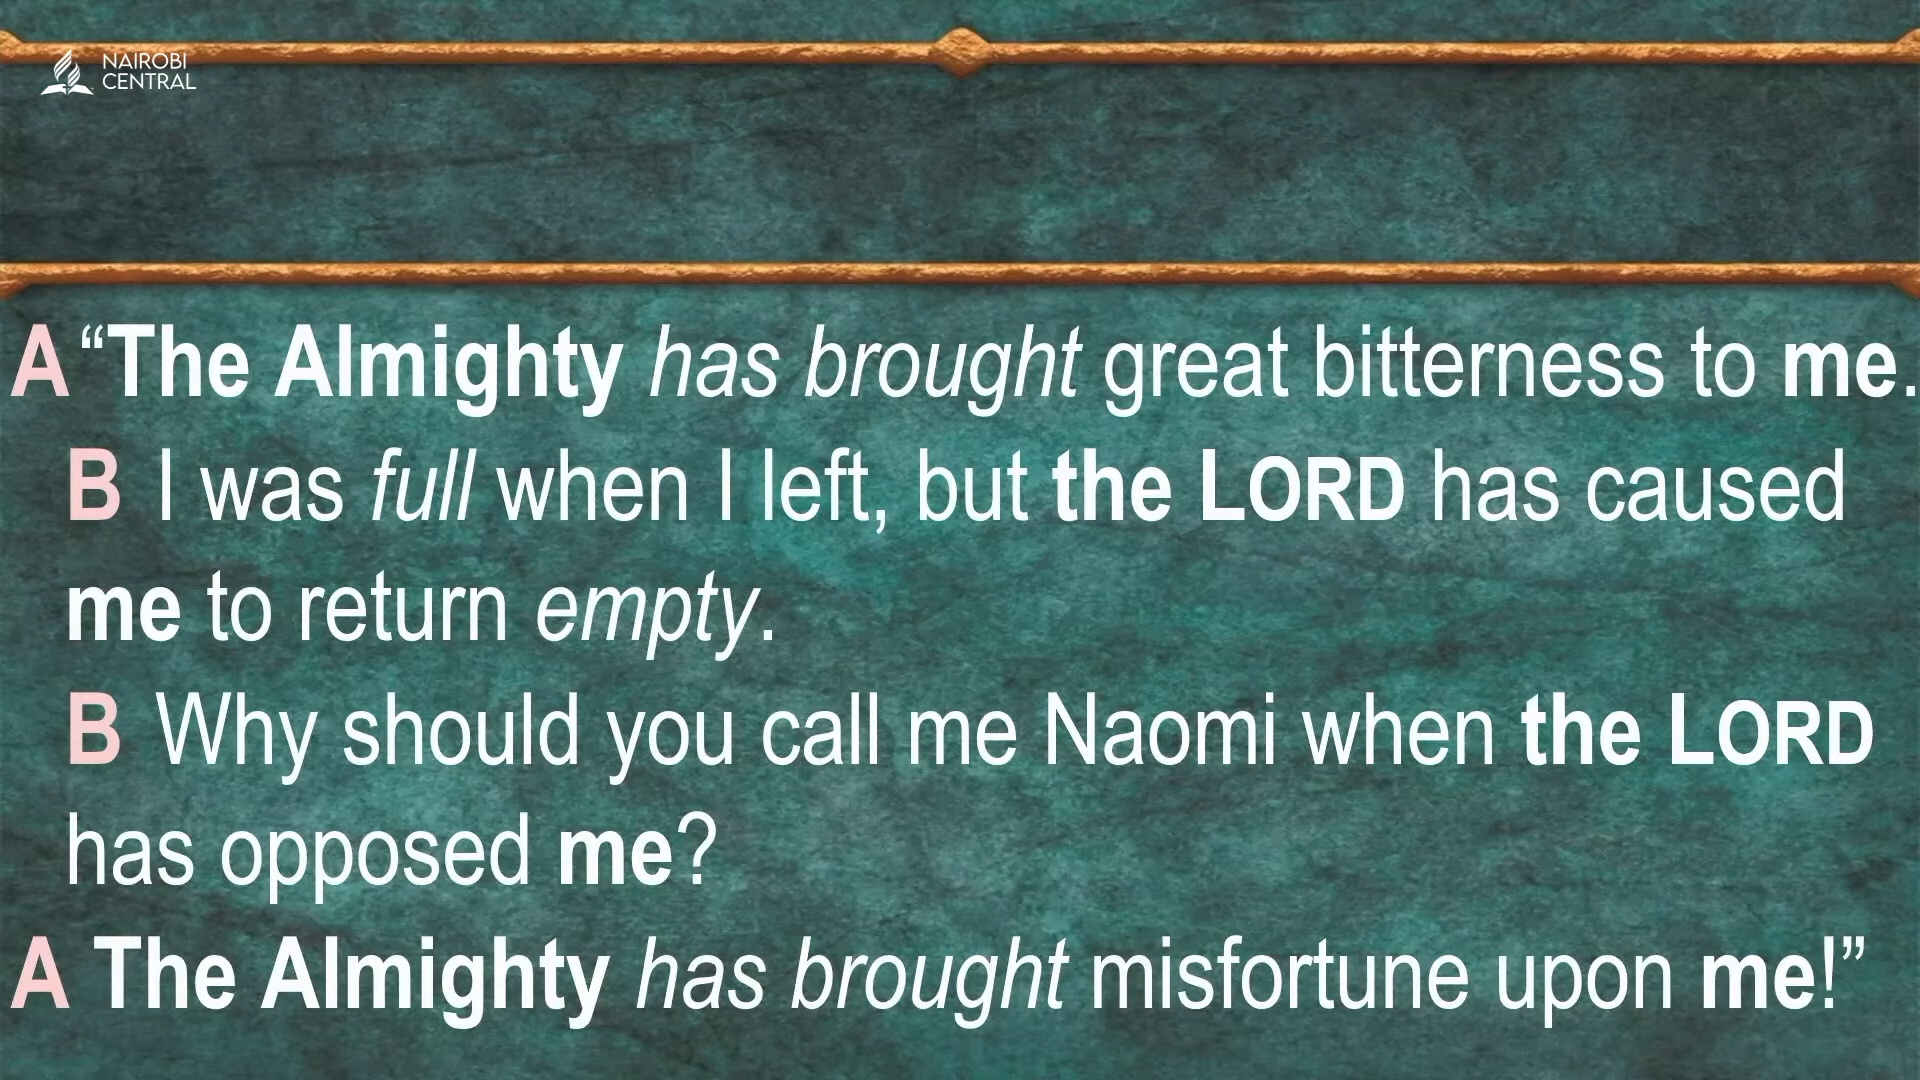 NAIROBI
CENTRAL
A “The Almighty has brought great bitterness to me.
B I was full when I left, but the LORD has caused
me to return empty.
B Why should you call me Naomi when the LORD
has opposed me?
A The Almighty has brought misfortune upon me!”